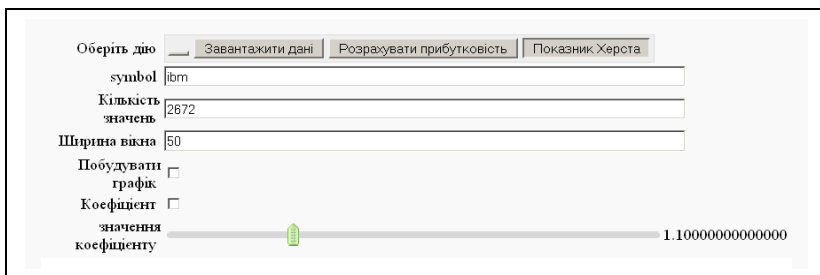 Оберіть дію Завантажити дані Розрахувати прибутковість Показник Херста
symbol ibm
Кількість
значень 2672
Ширина вікна 50
Побудувати
графік
Коефіцієнт
значення
коефіцієнту 1.10000000000000